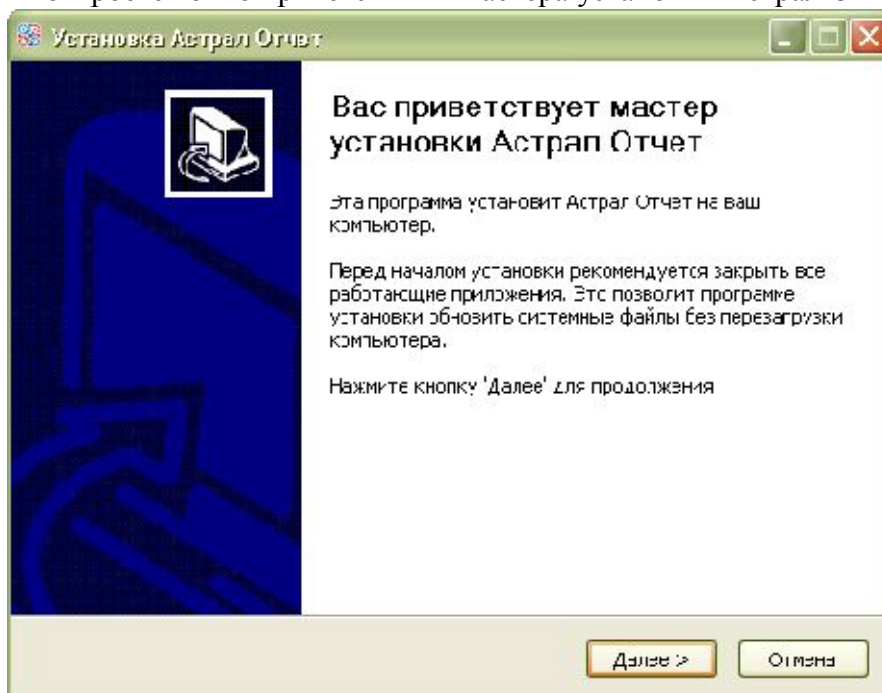 Установка Астрал Отчет
Вас приветствует мастер
установки Астрал Отчет
Эта программа установит Астрал Отчет на ваш
компьютер.
Перед началом установки рекомендуется закрыть все
работающие приложения. Это позволит программе
установки обновить системные файлы без перезагрузки
компьютера.
Нажмите кнопку 'Далее' для продолжения
Далее >
Отмена